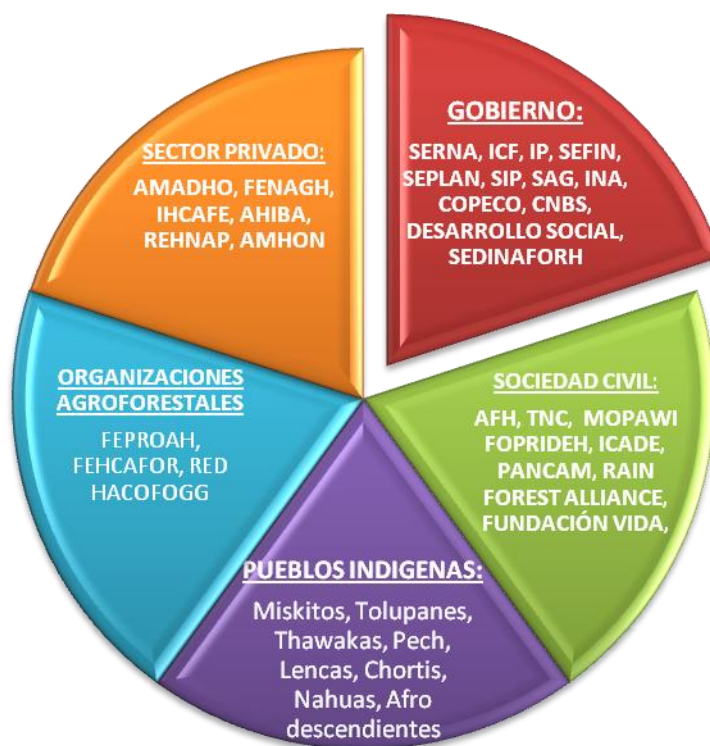 GOBIERNO:
SERNA, ICF, IP, SEFIN,
SEPLAN, SIP, SAG, INA,
COPECO, CNBS,
DESARROLLO SOCIAL,
SEDINAFORH
SOCIEDAD CIVIL:
AFH, TNC, MOPAWI
FOPRIDEH, ICADE,
PANCAM, RAIN
FOREST ALLIANCE,
FUNDACIÓN VIDA,
PUEBLOS INDIGENAS:
Miskitos, Tolupanes,
Thawakas, Pech,
Lencas, Chortis,
Nahuas, Afro
descendientes
ORGANIZACIONES
AGROFORESTALES
FEPROAH,
FEHCAFOR, RED
HACOFOGG
SECTOR PRIVADO:
AMADHO, FENAGH,
IHCAFE, AHIBA,
REHNAP, AMHON